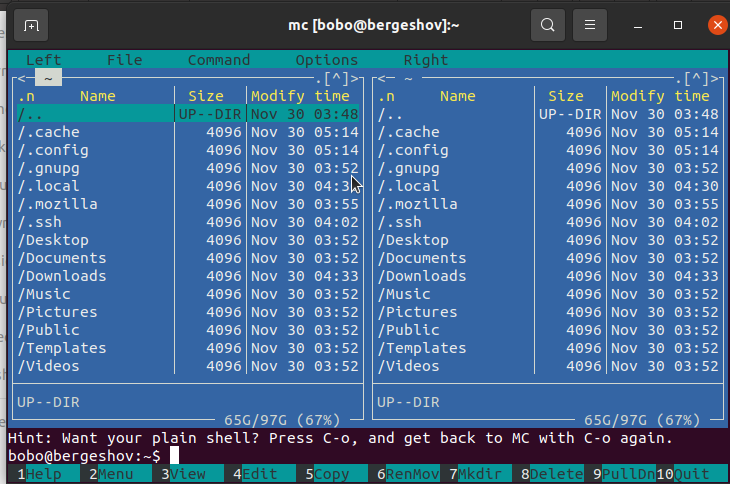 mc [bobo@bergeshov]:~
Left File Command Options Right
<─ ~ ─.[^]> <─ ~ ─.[^]>
.n Name Size Modify time .n Name Size Modify time
/.. UP--DIR Nov 30 03:48 /.. UP--DIR Nov 30 03:48
/.cache 4096 Nov 30 05:14 /.cache 4096 Nov 30 05:14
/.config 4096 Nov 30 05:14 /.config 4096 Nov 30 05:14
/.gnupg 4096 Nov 30 03:52 /.gnupg 4096 Nov 30 03:52
/.local 4096 Nov 30 04:30 /.local 4096 Nov 30 04:30
/.mozilla 4096 Nov 30 03:55 /.mozilla 4096 Nov 30 03:55
/.ssh 4096 Nov 30 04:02 /.ssh 4096 Nov 30 04:02
/Desktop 4096 Nov 30 03:52 /Desktop 4096 Nov 30 03:52
/Documents 4096 Nov 30 03:52 /Documents 4096 Nov 30 03:52
/Downloads 4096 Nov 30 04:33 /Downloads 4096 Nov 30 04:33
/Music 4096 Nov 30 03:52 /Music 4096 Nov 30 03:52
/Pictures 4096 Nov 30 03:52 /Pictures 4096 Nov 30 03:52
/Public 4096 Nov 30 03:52 /Public 4096 Nov 30 03:52
/Templates 4096 Nov 30 03:52 /Templates 4096 Nov 30 03:52
/Videos 4096 Nov 30 03:52 /Videos 4096 Nov 30 03:52
UP--DIR UP--DIR
65G/97G (67%) 65G/97G (67%)
Hint: Want your plain shell? Press C-o, and get back to MC with C-o again.
bobo@bergeshov:~$
1Help 2Menu 3View 4Edit 5Copy 6RenMov 7Mkdir 8Delete 9PullDn 10Quit